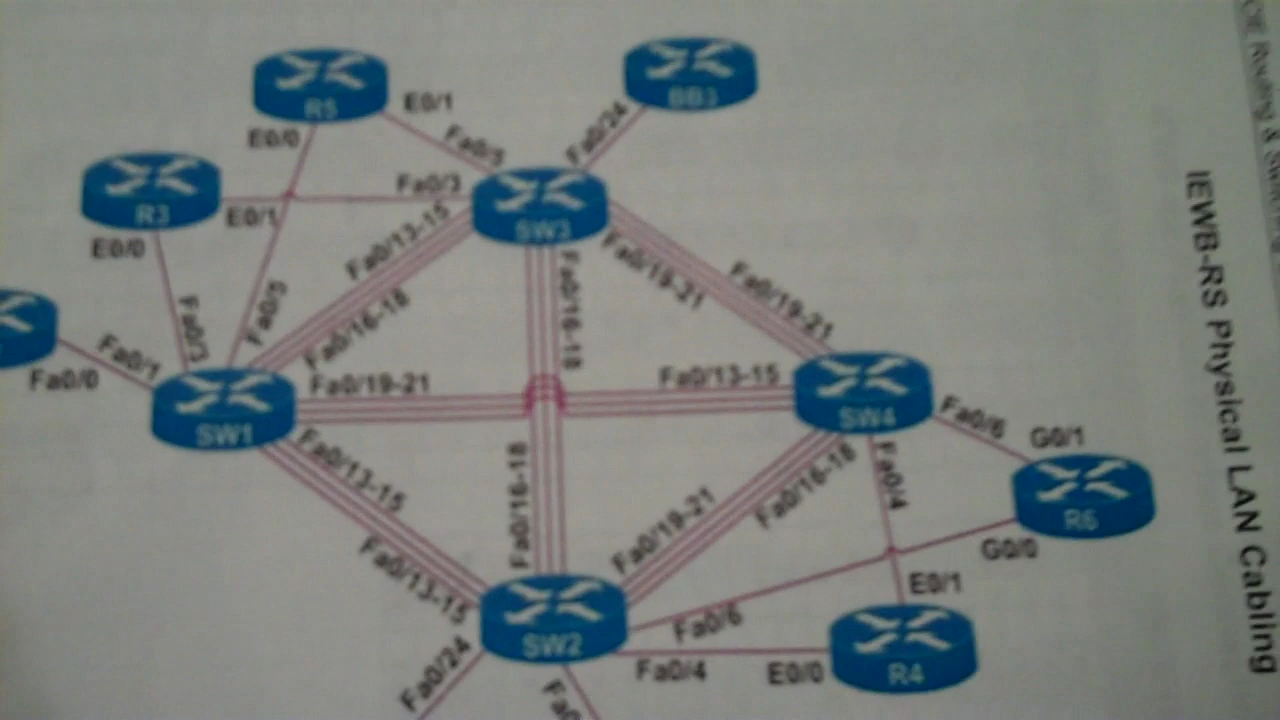 CIE Routing &
IEWB-RS Physical LAN Cabling
R5
E0/1
E0/0
Fa0/5
BB3
Fa0/24
R3
E0/1
E0/0
Fa0/3
SW3
Fa0/13-15
Fa0/16-18
Fa0/19-21
Fa0/19-21
Fa0/16-18
Fa0/3
Fa0/5
Fa0/1
Fa0/0
SW1
Fa0/19-21
Fa0/13-15
SW4
Fa0/6
G0/1
R6
G0/0
Fa0/13-15
Fa0/13-15
Fa0/16-18
Fa0/19-21
Fa0/16-18
Fa0/4
E0/1
SW2
Fa0/6
Fa0/4
E0/0
R4
Fa0/24